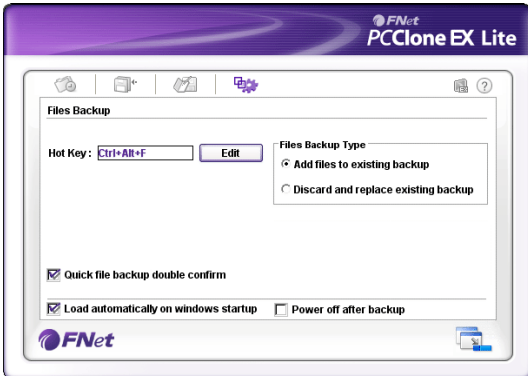 FNet
PCClone EX Lite
?
Files Backup
Hot Key : Ctrl+Alt+F Edit
Files Backup Type
Add files to existing backup
Discard and replace existing backup
Quick file backup double confirm
Load automatically on windows startup Power off after backup
FNet